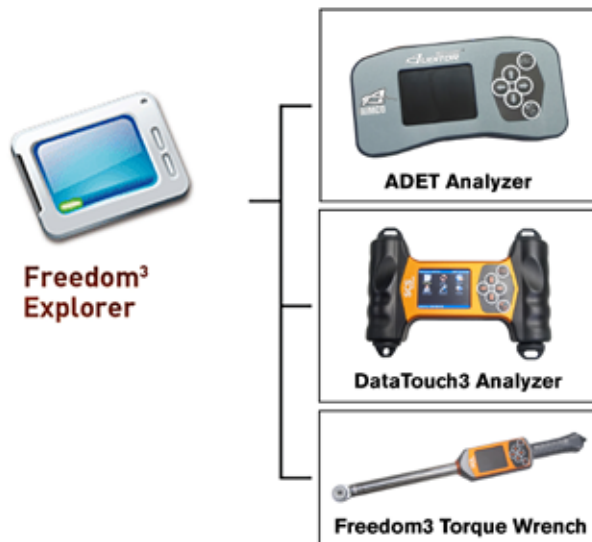 Freedom³
Explorer
ADET Analyzer
DataTouch3 Analyzer
Freedom3 Torque Wrench